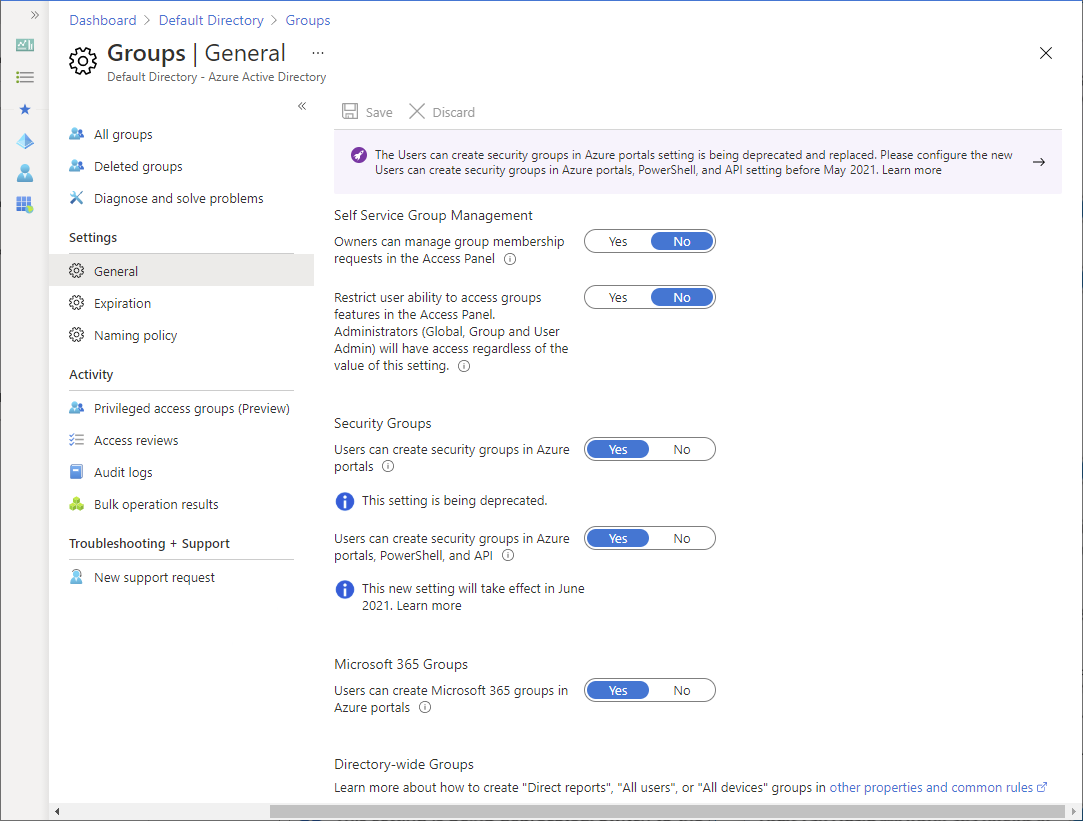 Dashboard > Default Directory > Groups
Groups | General ...
Default Directory - Azure Active Directory
All groups
Deleted groups
Diagnose and solve problems
Settings
General
Expiration
Naming policy
Activity
Privileged access groups (Preview)
Access reviews
Audit logs
Bulk operation results
Troubleshooting + Support
New support request
Save Discard
The Users can create security groups in Azure portals setting is being deprecated and replaced. Please configure the new
Users can create security groups in Azure portals, PowerShell, and API setting before May 2021. Learn more
Self Service Group Management
Owners can manage group membership
requests in the Access Panel
Yes No
Restrict user ability to access groups
features in the Access Panel.
Administrators (Global, Group and User
Admin) will have access regardless of the
value of this setting.
Yes No
Security Groups
Users can create security groups in Azure
portals
Yes No
This setting is being deprecated.
Users can create security groups in Azure
portals, PowerShell, and API
Yes No
This new setting will take effect in June
2021. Learn more
Microsoft 365 Groups
Users can create Microsoft 365 groups in
Azure portals
Yes No
Directory-wide Groups
Learn more about how to create "Direct reports", "All users", or "All devices" groups in other properties and common rules